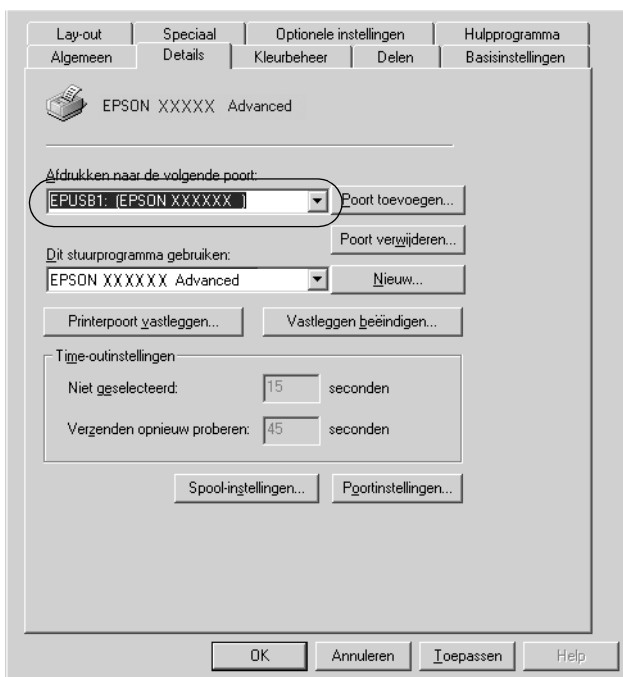 Lay-out Speciaal Optionele instellingen Hulpprogramma
Algemeen Details Kleurbeheer Delen Basisinstellingen
EPSON XXXXX Advanced
Afdrukken naar de volgende poort:
EPUSB1: (EPSON XXXXXX ) Poort toevoegen...
Poort verwijderen...
Dit stuurprogramma gebruiken:
EPSON XXXXXX Advanced Nieuw...
Printerpoort vastleggen... Vastleggen beëindigen...
Time-outinstellingen
Niet geselecteerd: 15 seconden
Verzenden opnieuw proberen: 45 seconden
Spool-instellingen... Poortinstellingen...
OK Annuleren Toepassen Help